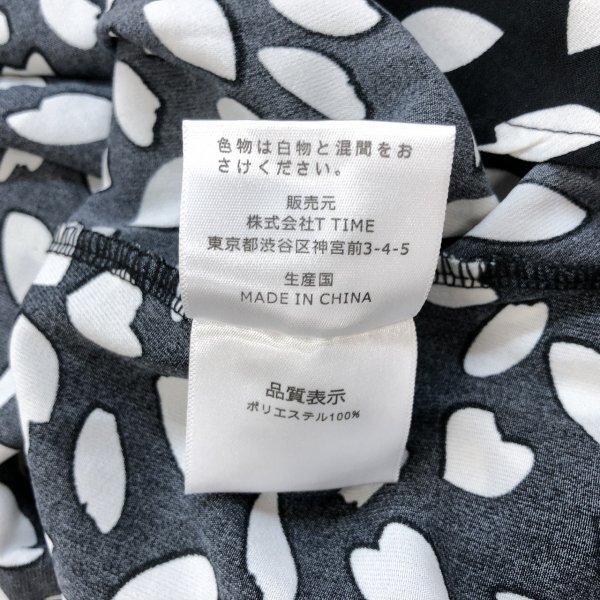 色物は白物と混聞をお
さけください。
販売元
株式会社T TIME
東京都渋谷区神宮前3-4-5
生産国
MADE IN CHINA
品質表示
ポリエステル100%